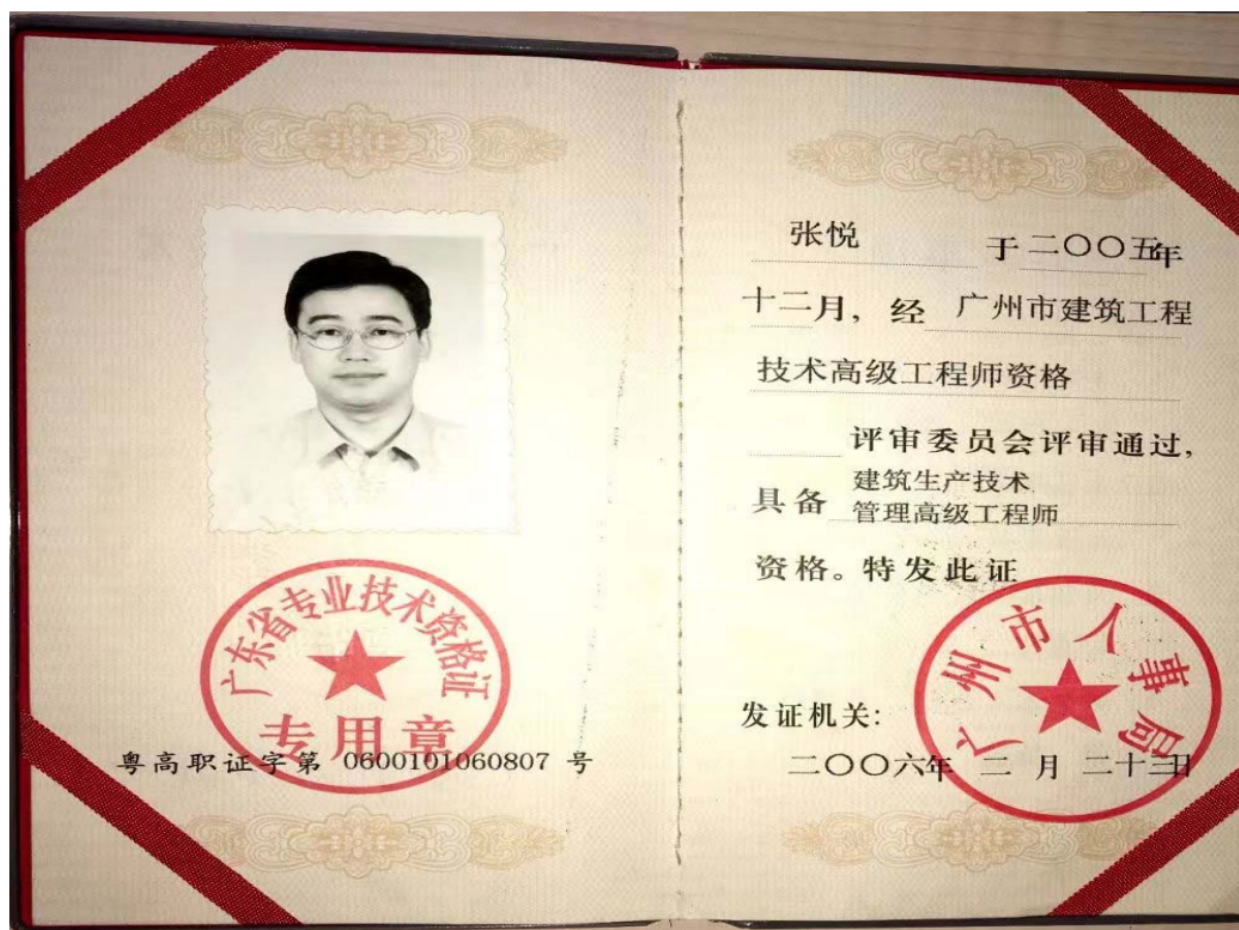 广东省专业技术资格证
专用章
粤高职证字第 0600101060807 号
张悦 于二〇〇五年
十二月，经 广州市建筑工程
技术高级工程师资格
评审委员会评审通过，
具备 建筑生产技术
管理高级工程师
资格。特发此证
广州市人事局
发证机关：
二〇〇六年 二 月 二十三日